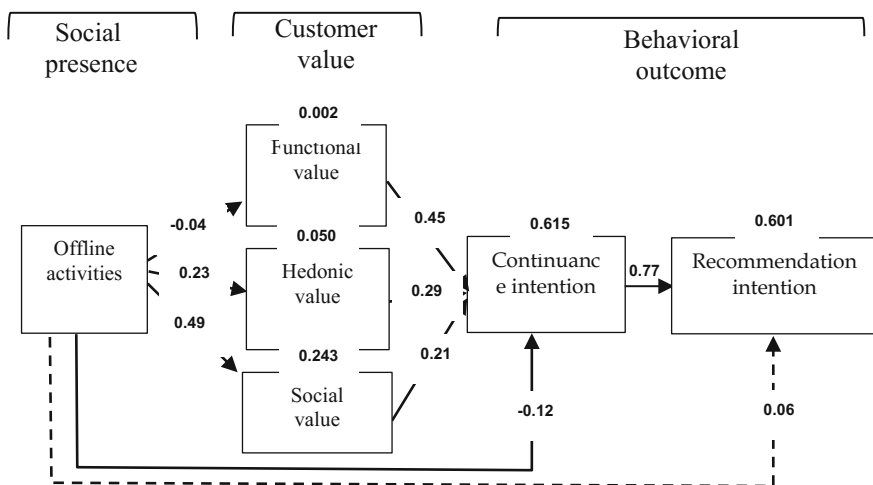 Social
presence
Customer
value
Behavioral
outcome
0.002
Functional
value
-0.04
0.45
0.050
0.615
0.601
Offline
activities
0.23
Hedonic
value
0.29
Continuanc
e intention
0.77
Recommendation
intention
0.49
0.243
0.21
Social
value
-0.12
0.06